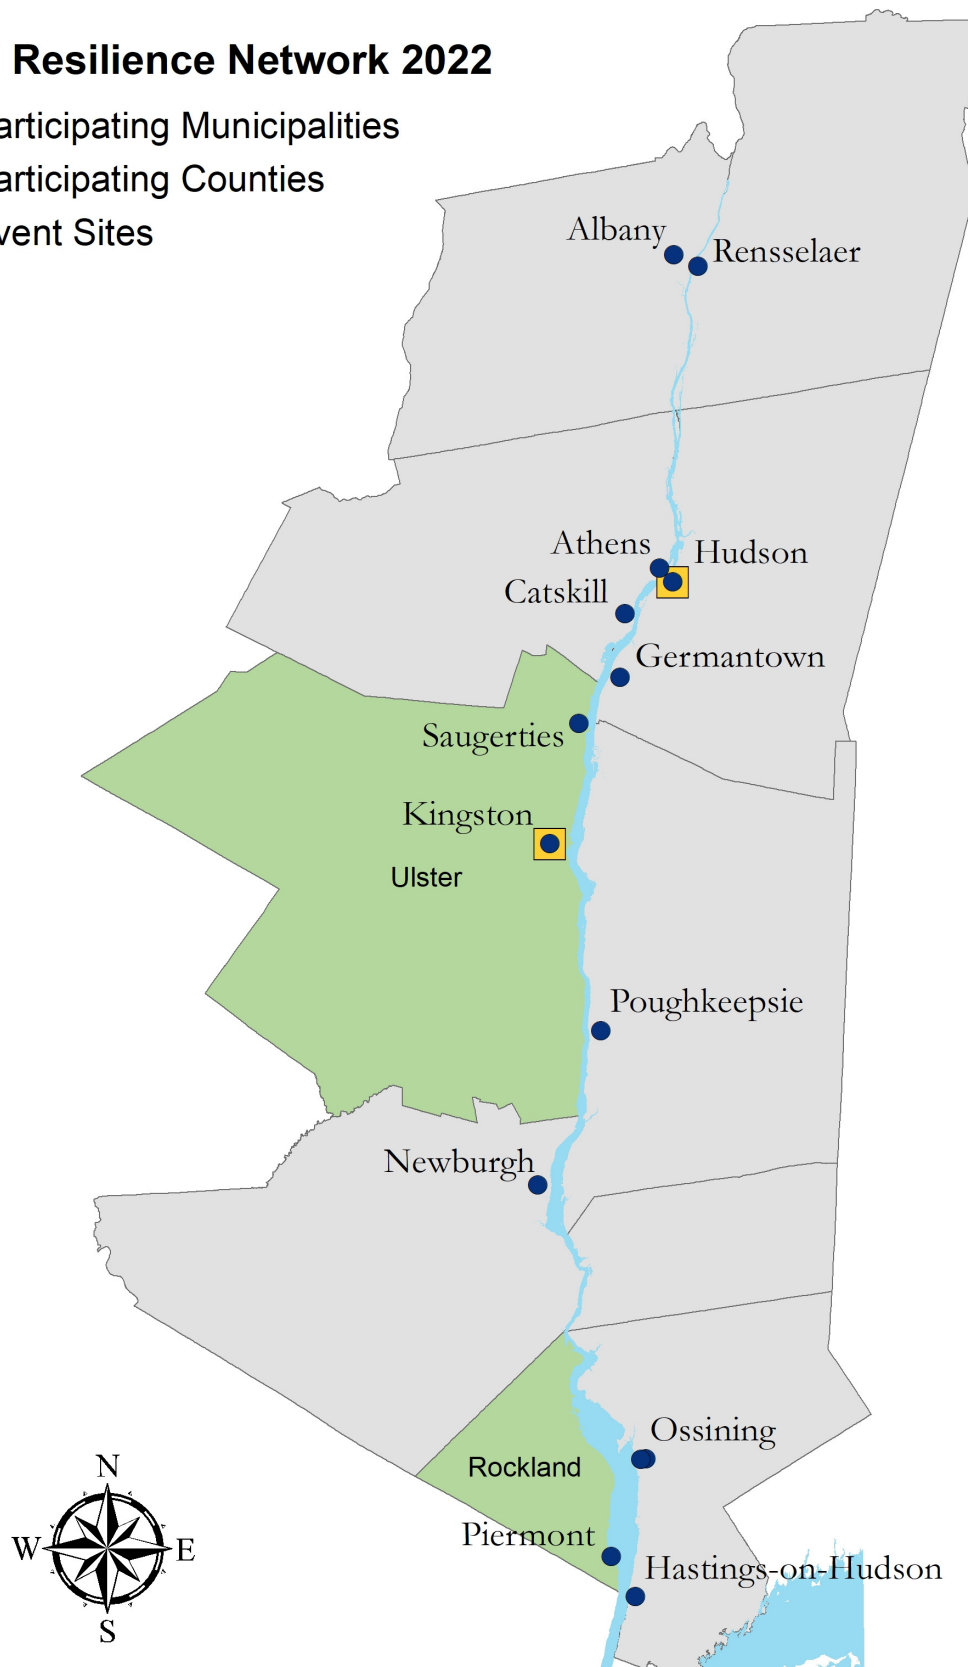 Resilience Network 2022
articipating Municipalities
articipating Counties
vent Sites
Albany
Rensselaer
Athens
Hudson
Catskill
Germantown
Saugerties
Kingston
Ulster
Poughkeepsie
Newburgh
Ossining
Rockland
Piermont
Hastings-on-Hudson
N
W
E
S